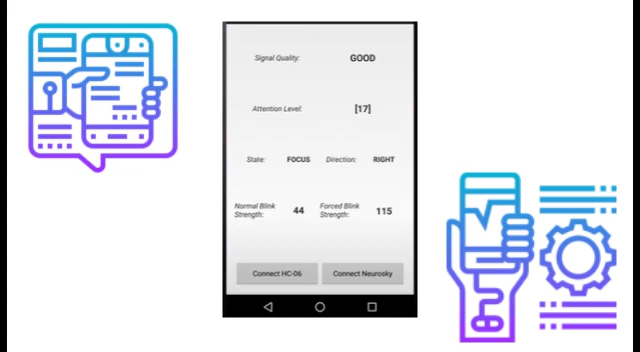 Signal Quality: GOOD
Attention Level: [17]
State: FOCUS Direction: RIGHT
Normal Blink Strength: 44 Forced Blink Strength: 115
Connect HC-06 Connect Neurosky